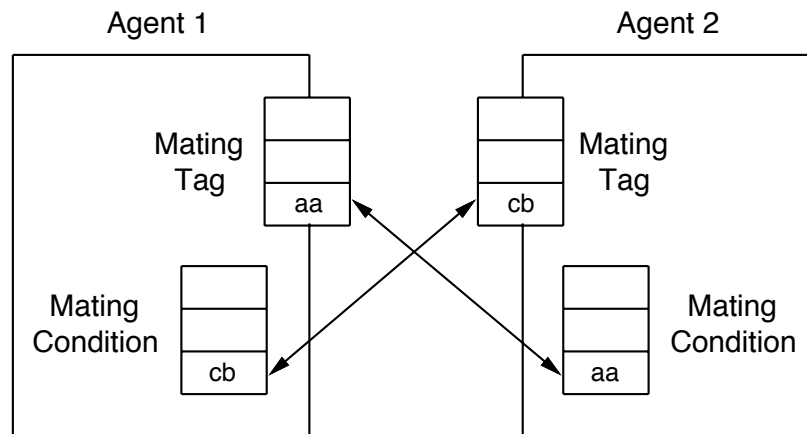 Agent 1
Agent 2
Mating
Tag
aa
cb
Mating
Tag
Mating
Condition
cb
aa
Mating
Condition